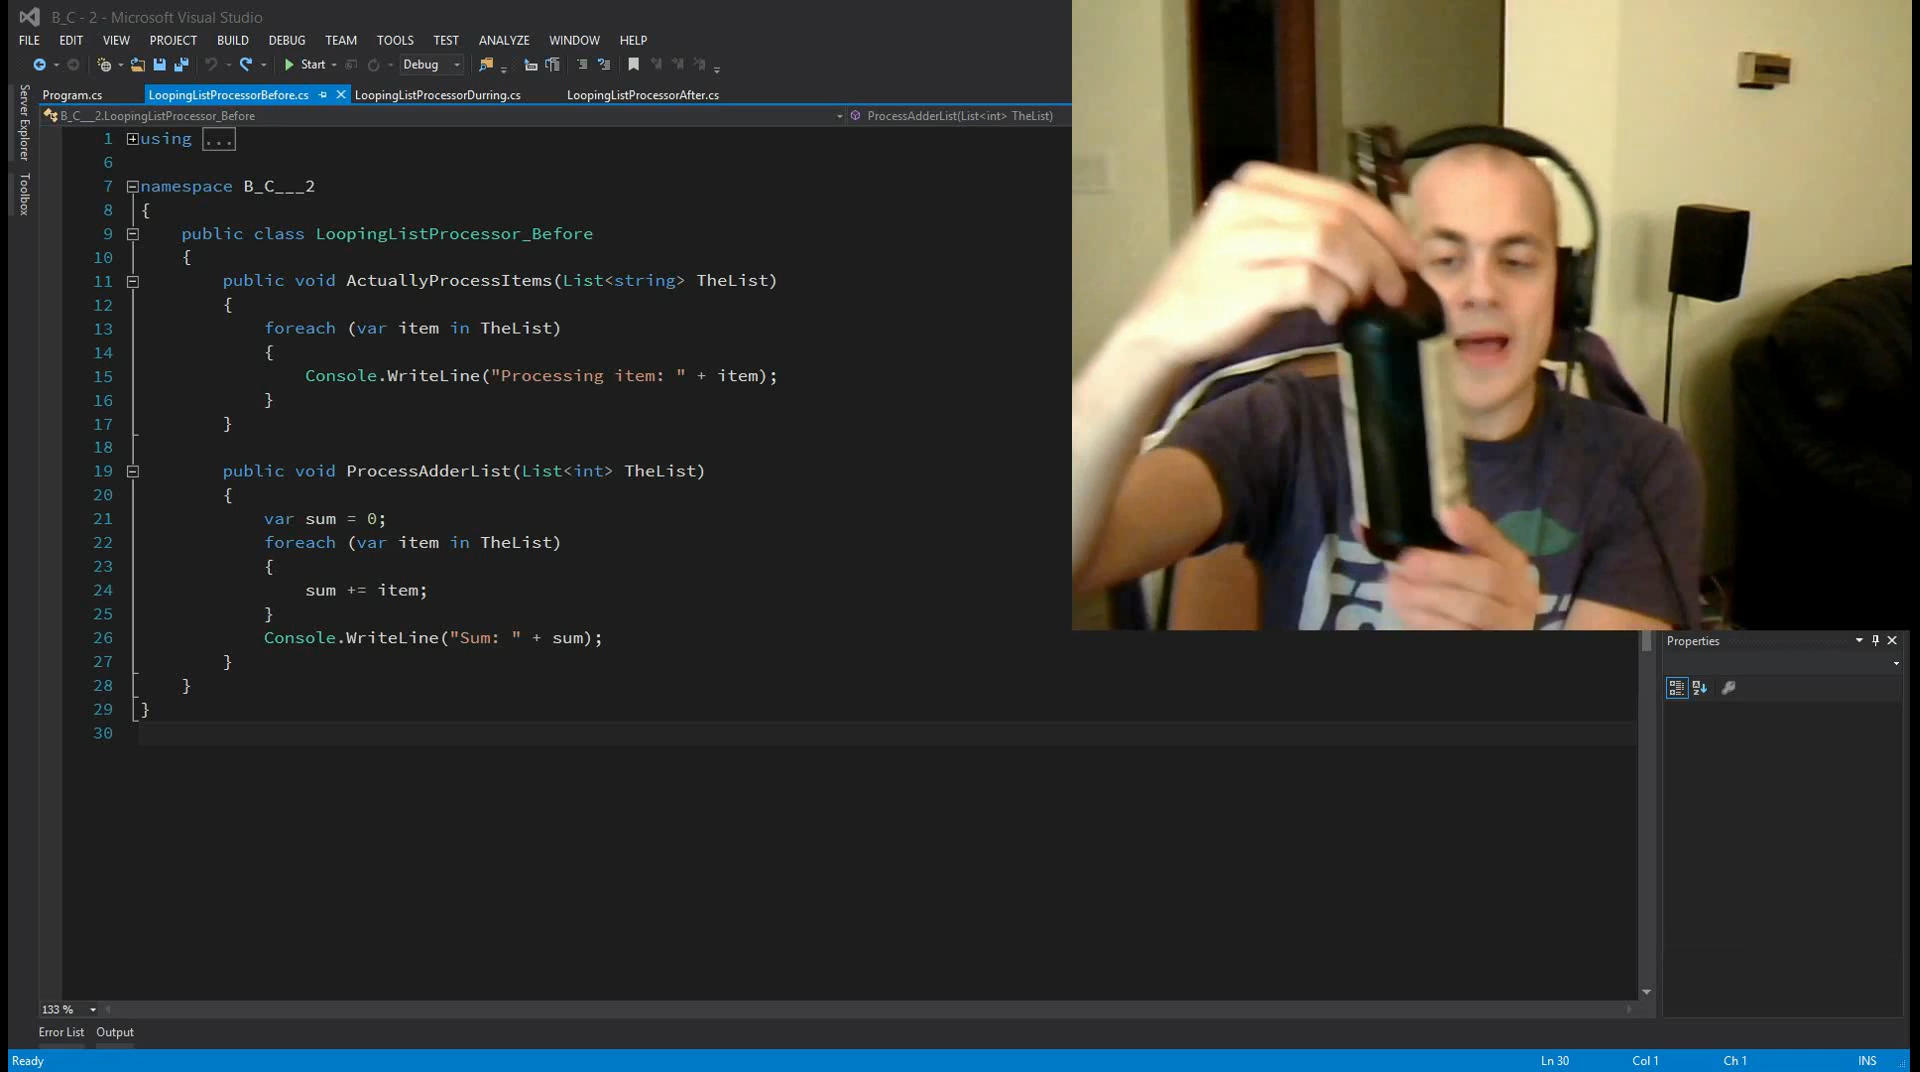 B_C - 2 - Microsoft Visual Studio
FILE EDIT VIEW PROJECT BUILD DEBUG TEAM TOOLS TEST ANALYZE WINDOW HELP
Start Debug
Server Explorer
Toolbox
Program.cs LoopingListProcessorBefore.cs LoopingListProcessorDurring.cs LoopingListProcessorAfter.cs
B_C___2.LoopingListProcessor_Before ProcessAdderList(List<int> TheList)
1 using ...
6
7 namespace B_C___2
8 {
9 public class LoopingListProcessor_Before
10 {
11 public void ActuallyProcessItems(List<string> TheList)
12 {
13 foreach (var item in TheList)
14 {
15 Console.WriteLine("Processing item: " + item);
16 }
17 }
18
19 public void ProcessAdderList(List<int> TheList)
20 {
21 var sum = 0;
22 foreach (var item in TheList)
23 {
24 sum += item;
25 }
26 Console.WriteLine("Sum: " + sum);
27 }
28 }
29 }
30
Properties
133 %
Error List Output
Ready Ln 30 Col 1 Ch 1 INS